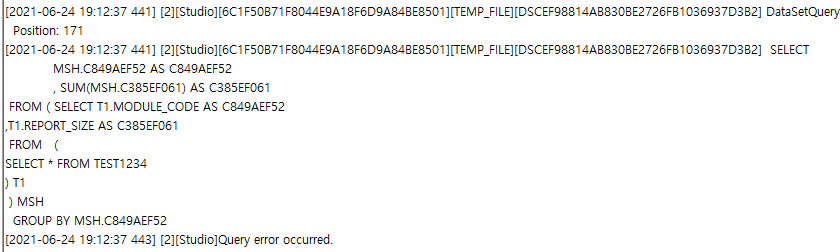 [2021-06-24 19:12:37 441] [2][Studio][6C1F50B71F8044E9A18F6D9A84BE8501][TEMP_FILE][DSCEF98814AB830BE2726FB1036937D3B2] DataSetQuery
Position: 171
[2021-06-24 19:12:37 441] [2][Studio][6C1F50B71F8044E9A18F6D9A84BE8501][TEMP_FILE][DSCEF98814AB830BE2726FB1036937D3B2] SELECT
MSH.C849AEF52 AS C849AEF52
, SUM(MSH.C385EF061) AS C385EF061
FROM ( SELECT T1.MODULE_CODE AS C849AEF52
,T1.REPORT_SIZE AS C385EF061
FROM (
SELECT * FROM TEST1234
) T1
) MSH
GROUP BY MSH.C849AEF52
[2021-06-24 19:12:37 443] [2][Studio]Query error occurred.